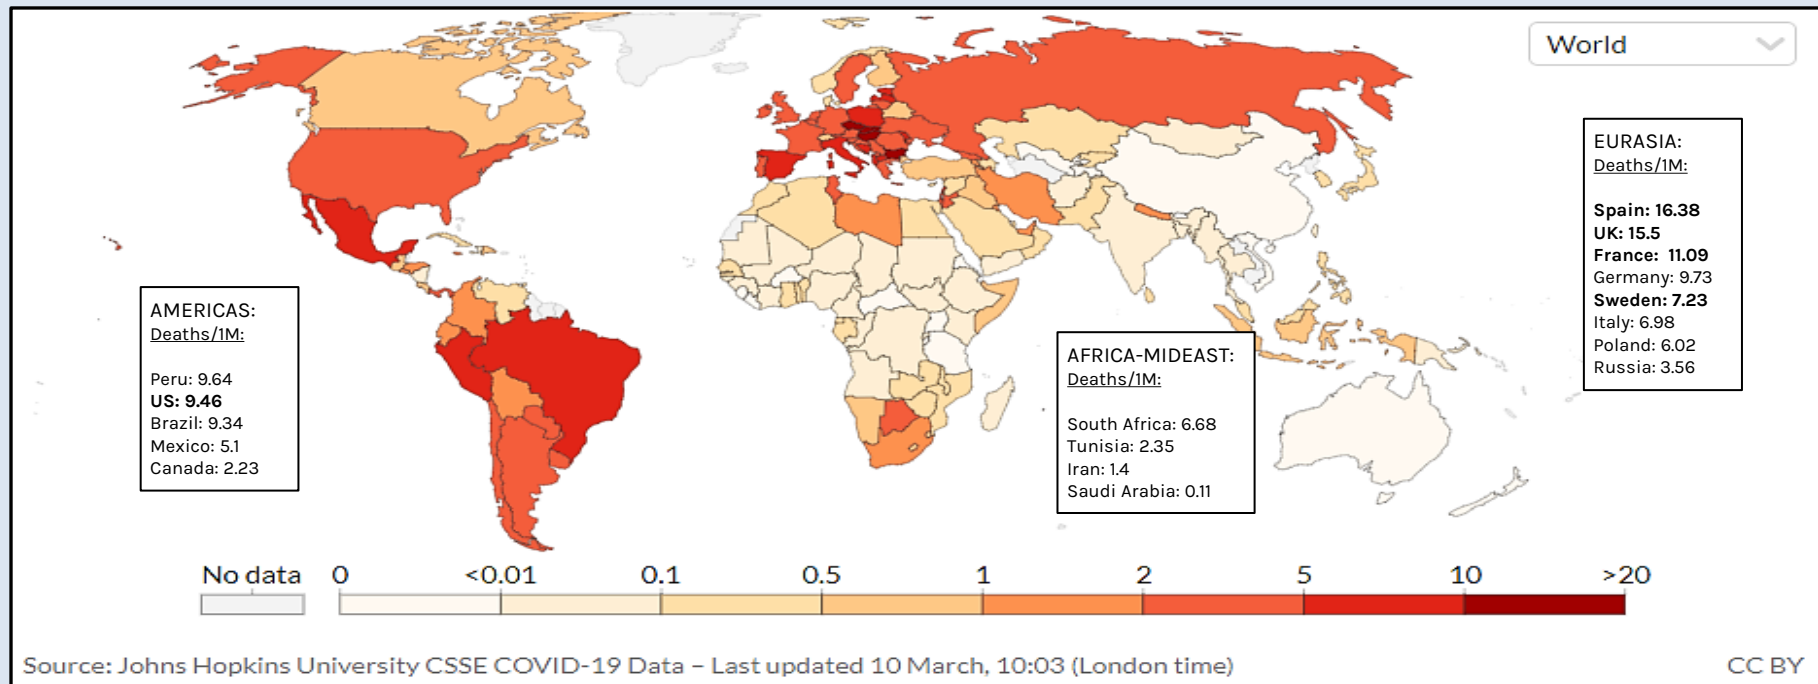 World
EURASIA:
Deaths/1M:
Spain: 16.38
UK: 15.5
France: 11.09
Germany: 9.73
Sweden: 7.23
Italy: 6.98
Poland: 6.02
Russia: 3.56
AMERICAS:
Deaths/1M:
Peru: 9.64
US: 9.46
Brazil: 9.34
Mexico: 5.1
Canada: 2.23
AFRICA-MIDEAST:
Deaths/1M:
South Africa: 6.68
Tunisia: 2.35
Iran: 1.4
Saudi Arabia: 0.11
No data 0 <0.01 0.1 0.5 1 2 5 10 >20
Source: Johns Hopkins University CSSE COVID-19 Data – Last updated 10 March, 10:03 (London time) CC BY